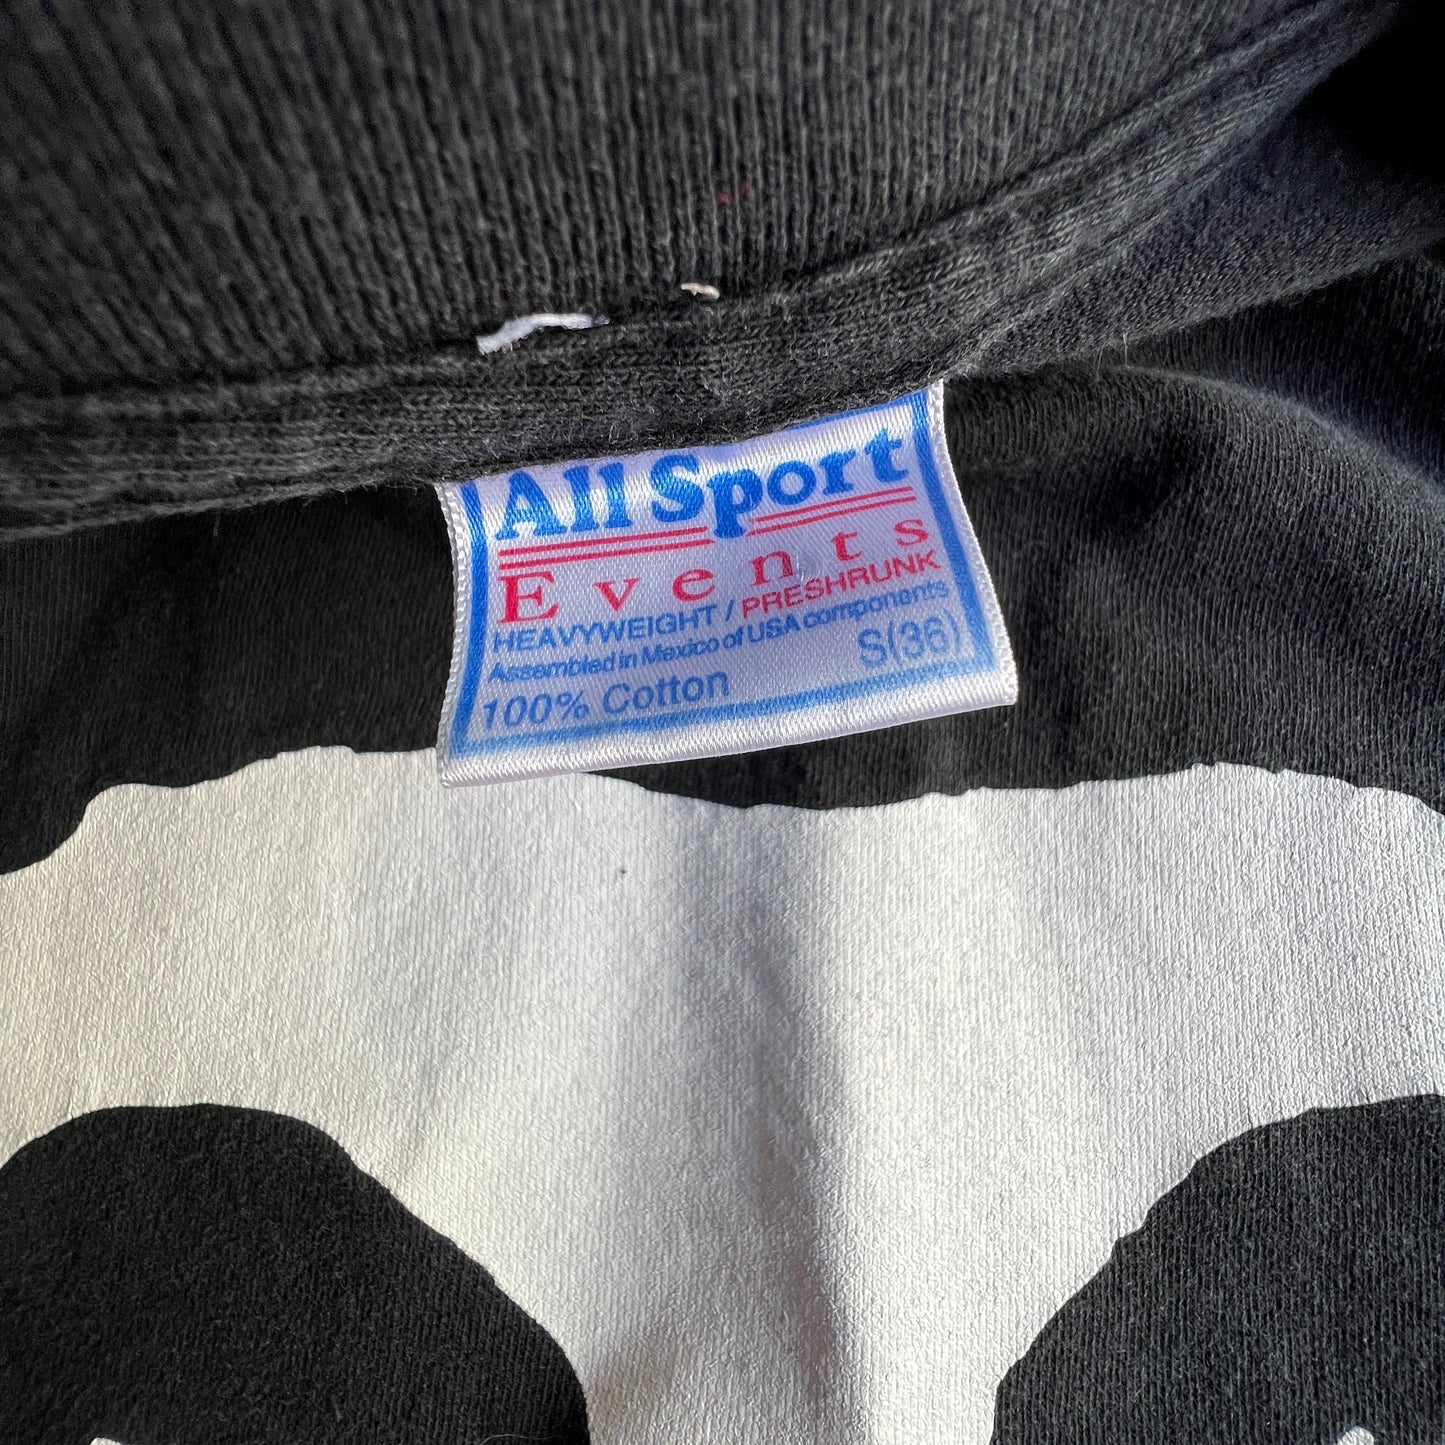 All Sport
Events
HEAVYWEIGHT / PRESHRUNK
Assembled in Mexico of USA components
100% Cotton S(36)